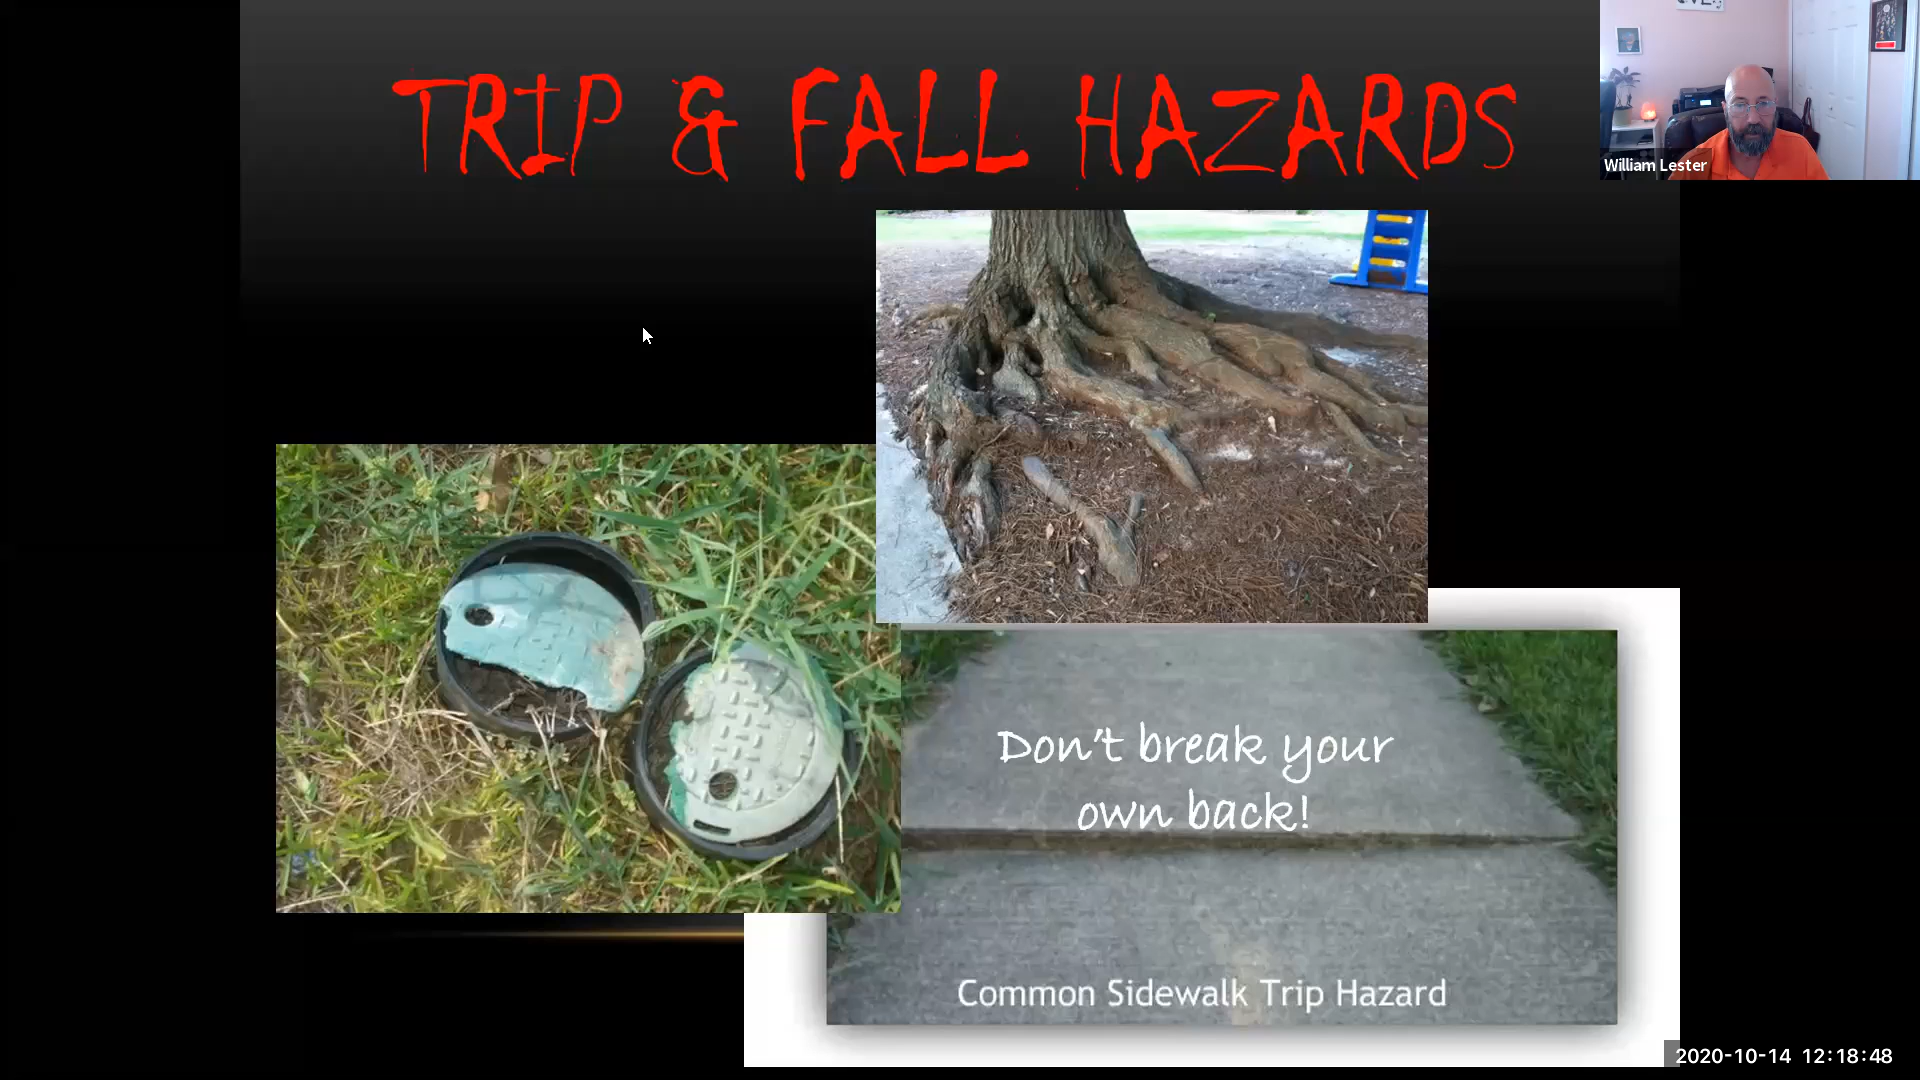 TRIP & FALL HAZARDS
William Lester
Don't break your
own back!
Common Sidewalk Trip Hazard
2020-10-14 12:18:48